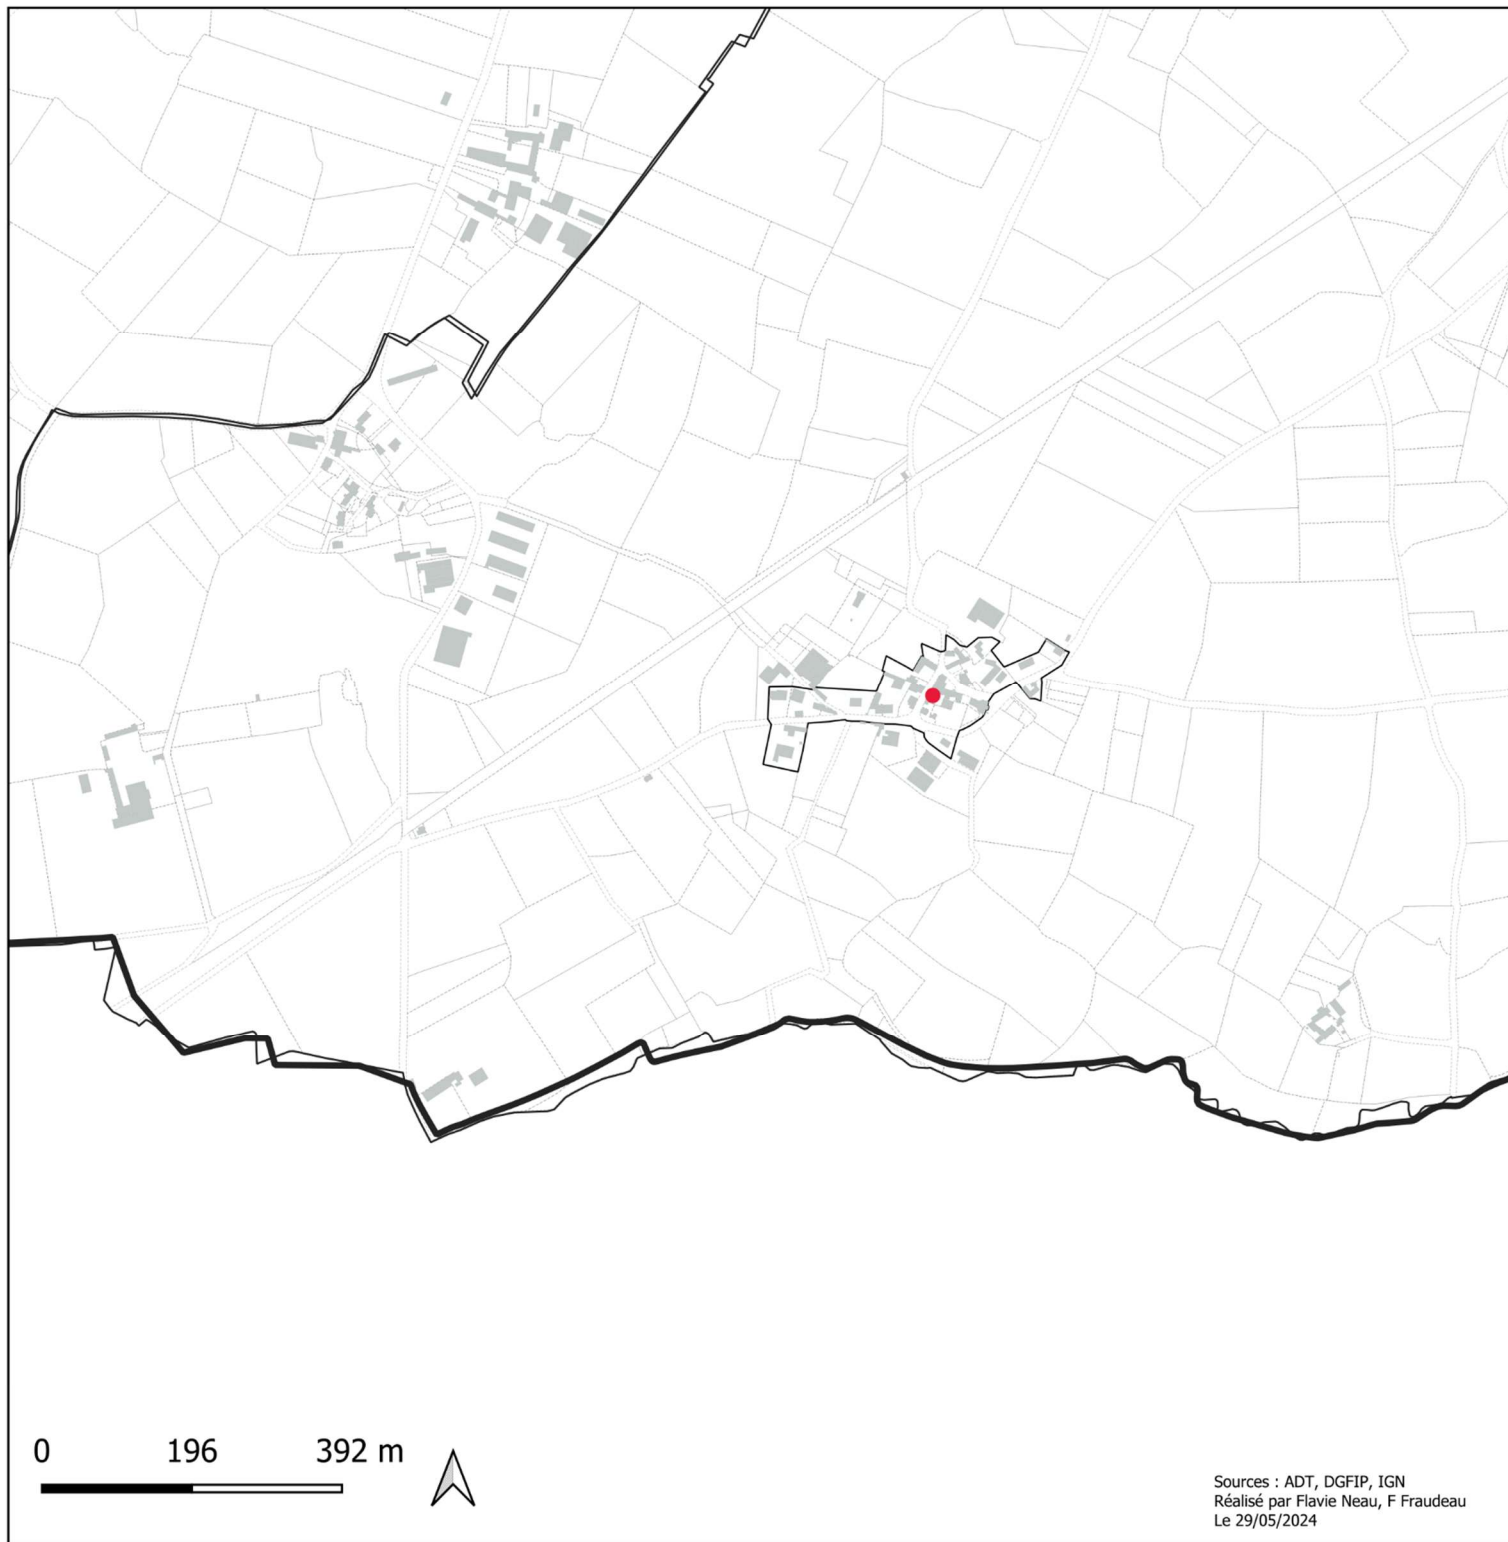 0 196 392 m
Sources : ADT, DGFIP, IGN
Réalisé par Flavie Neau, F Fraudeau
Le 29/05/2024